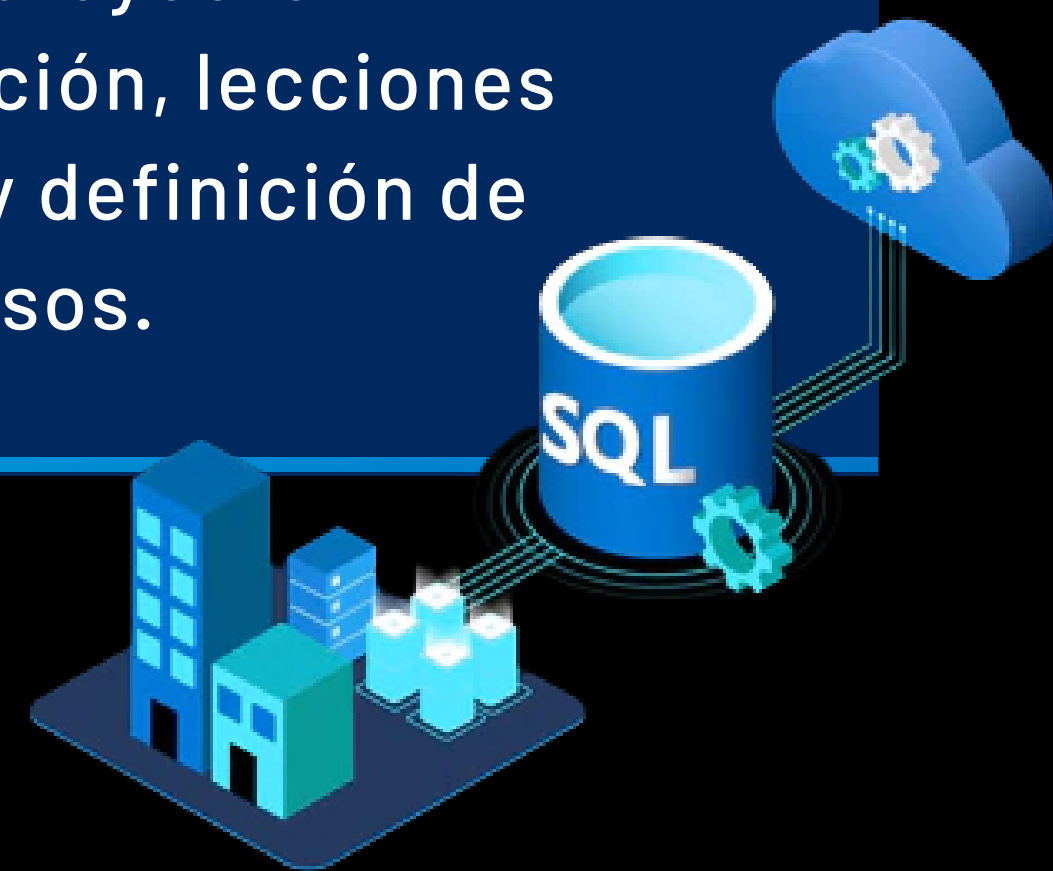 ción, lecciones
y definición de
sos.
SQL